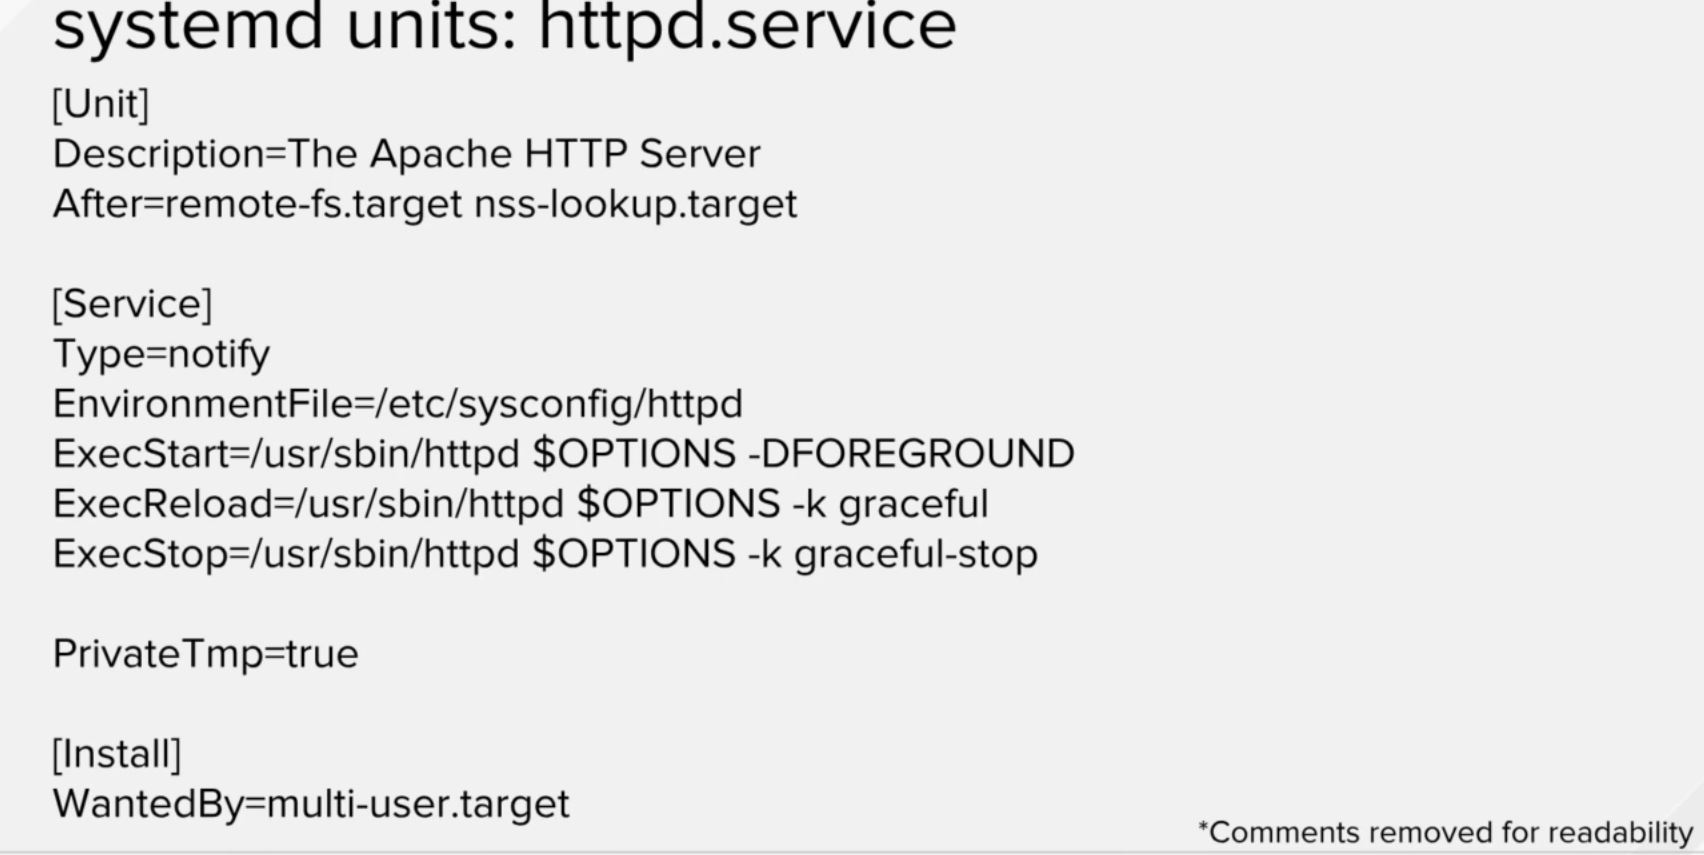 systemd units: httpd.service
[Unit]
Description=The Apache HTTP Server
After=remote-fs.target nss-lookup.target
[Service]
Type=notify
EnvironmentFile=/etc/sysconfig/httpd
ExecStart=/usr/sbin/httpd $OPTIONS -DFOREGROUND
ExecReload=/usr/sbin/httpd $OPTIONS -k graceful
ExecStop=/usr/sbin/httpd $OPTIONS -k graceful-stop
PrivateTmp=true
[Install]
WantedBy=multi-user.target
*Comments removed for readability